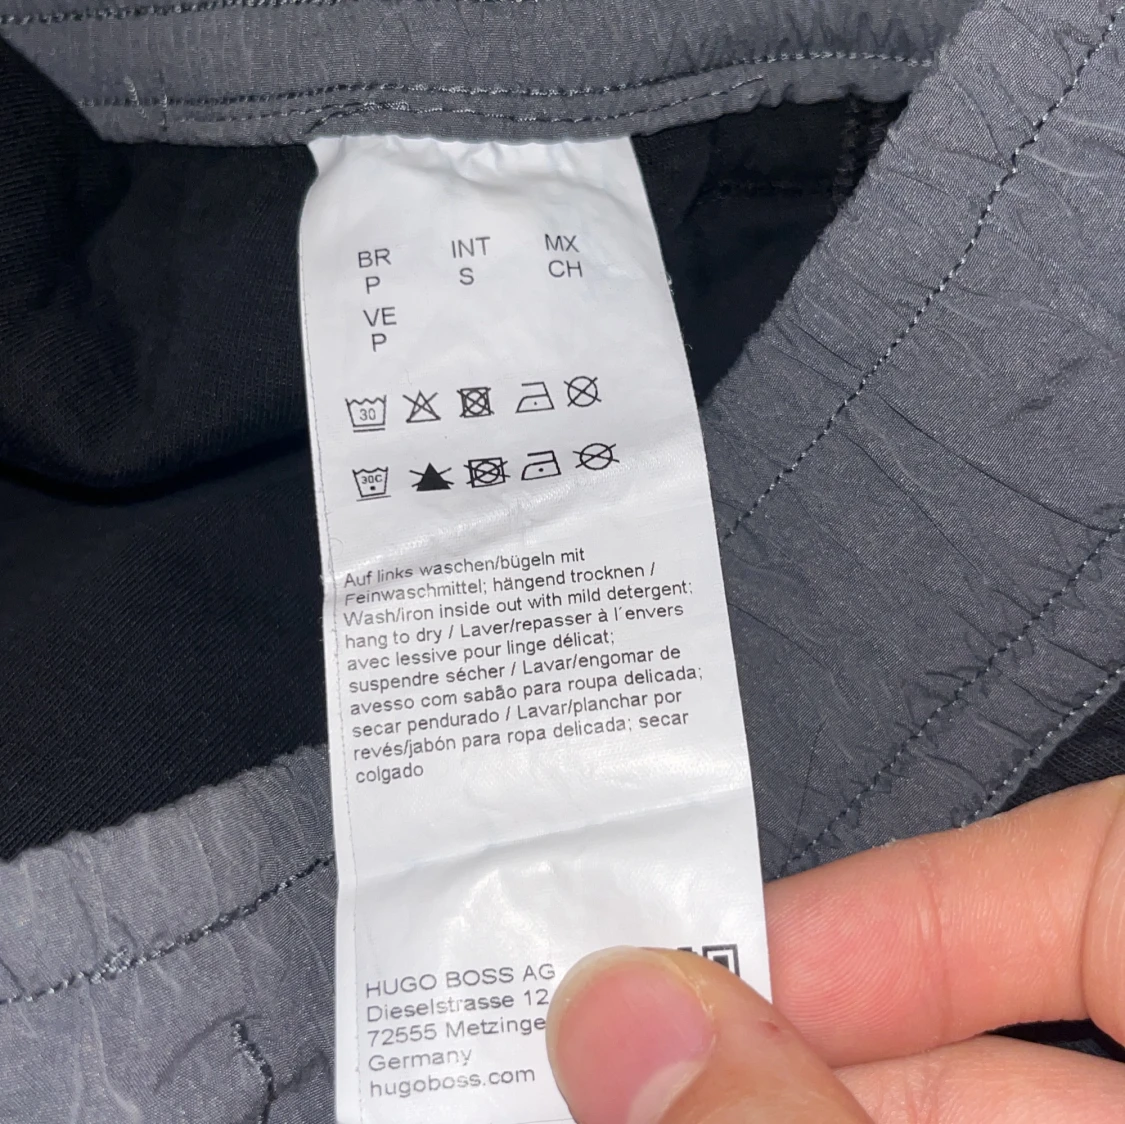 BR INT MX
P S CH
VE
P
30
30C
Auf links waschen/bügeln mit
Feinwaschmittel; hängend trocknen /
Wash/iron inside out with mild detergent;
hang to dry / Laver/repasser à l´envers
avec lessive pour linge délicat;
suspendre sécher / Lavar/engomar de
avesso com sabão para roupa delicada;
secar pendurado / Lavar/planchar por
revés/jabón para ropa delicada; secar
colgado
HUGO BOSS AG
Dieselstrasse 12
72555 Metzinge
Germany
hugoboss.com